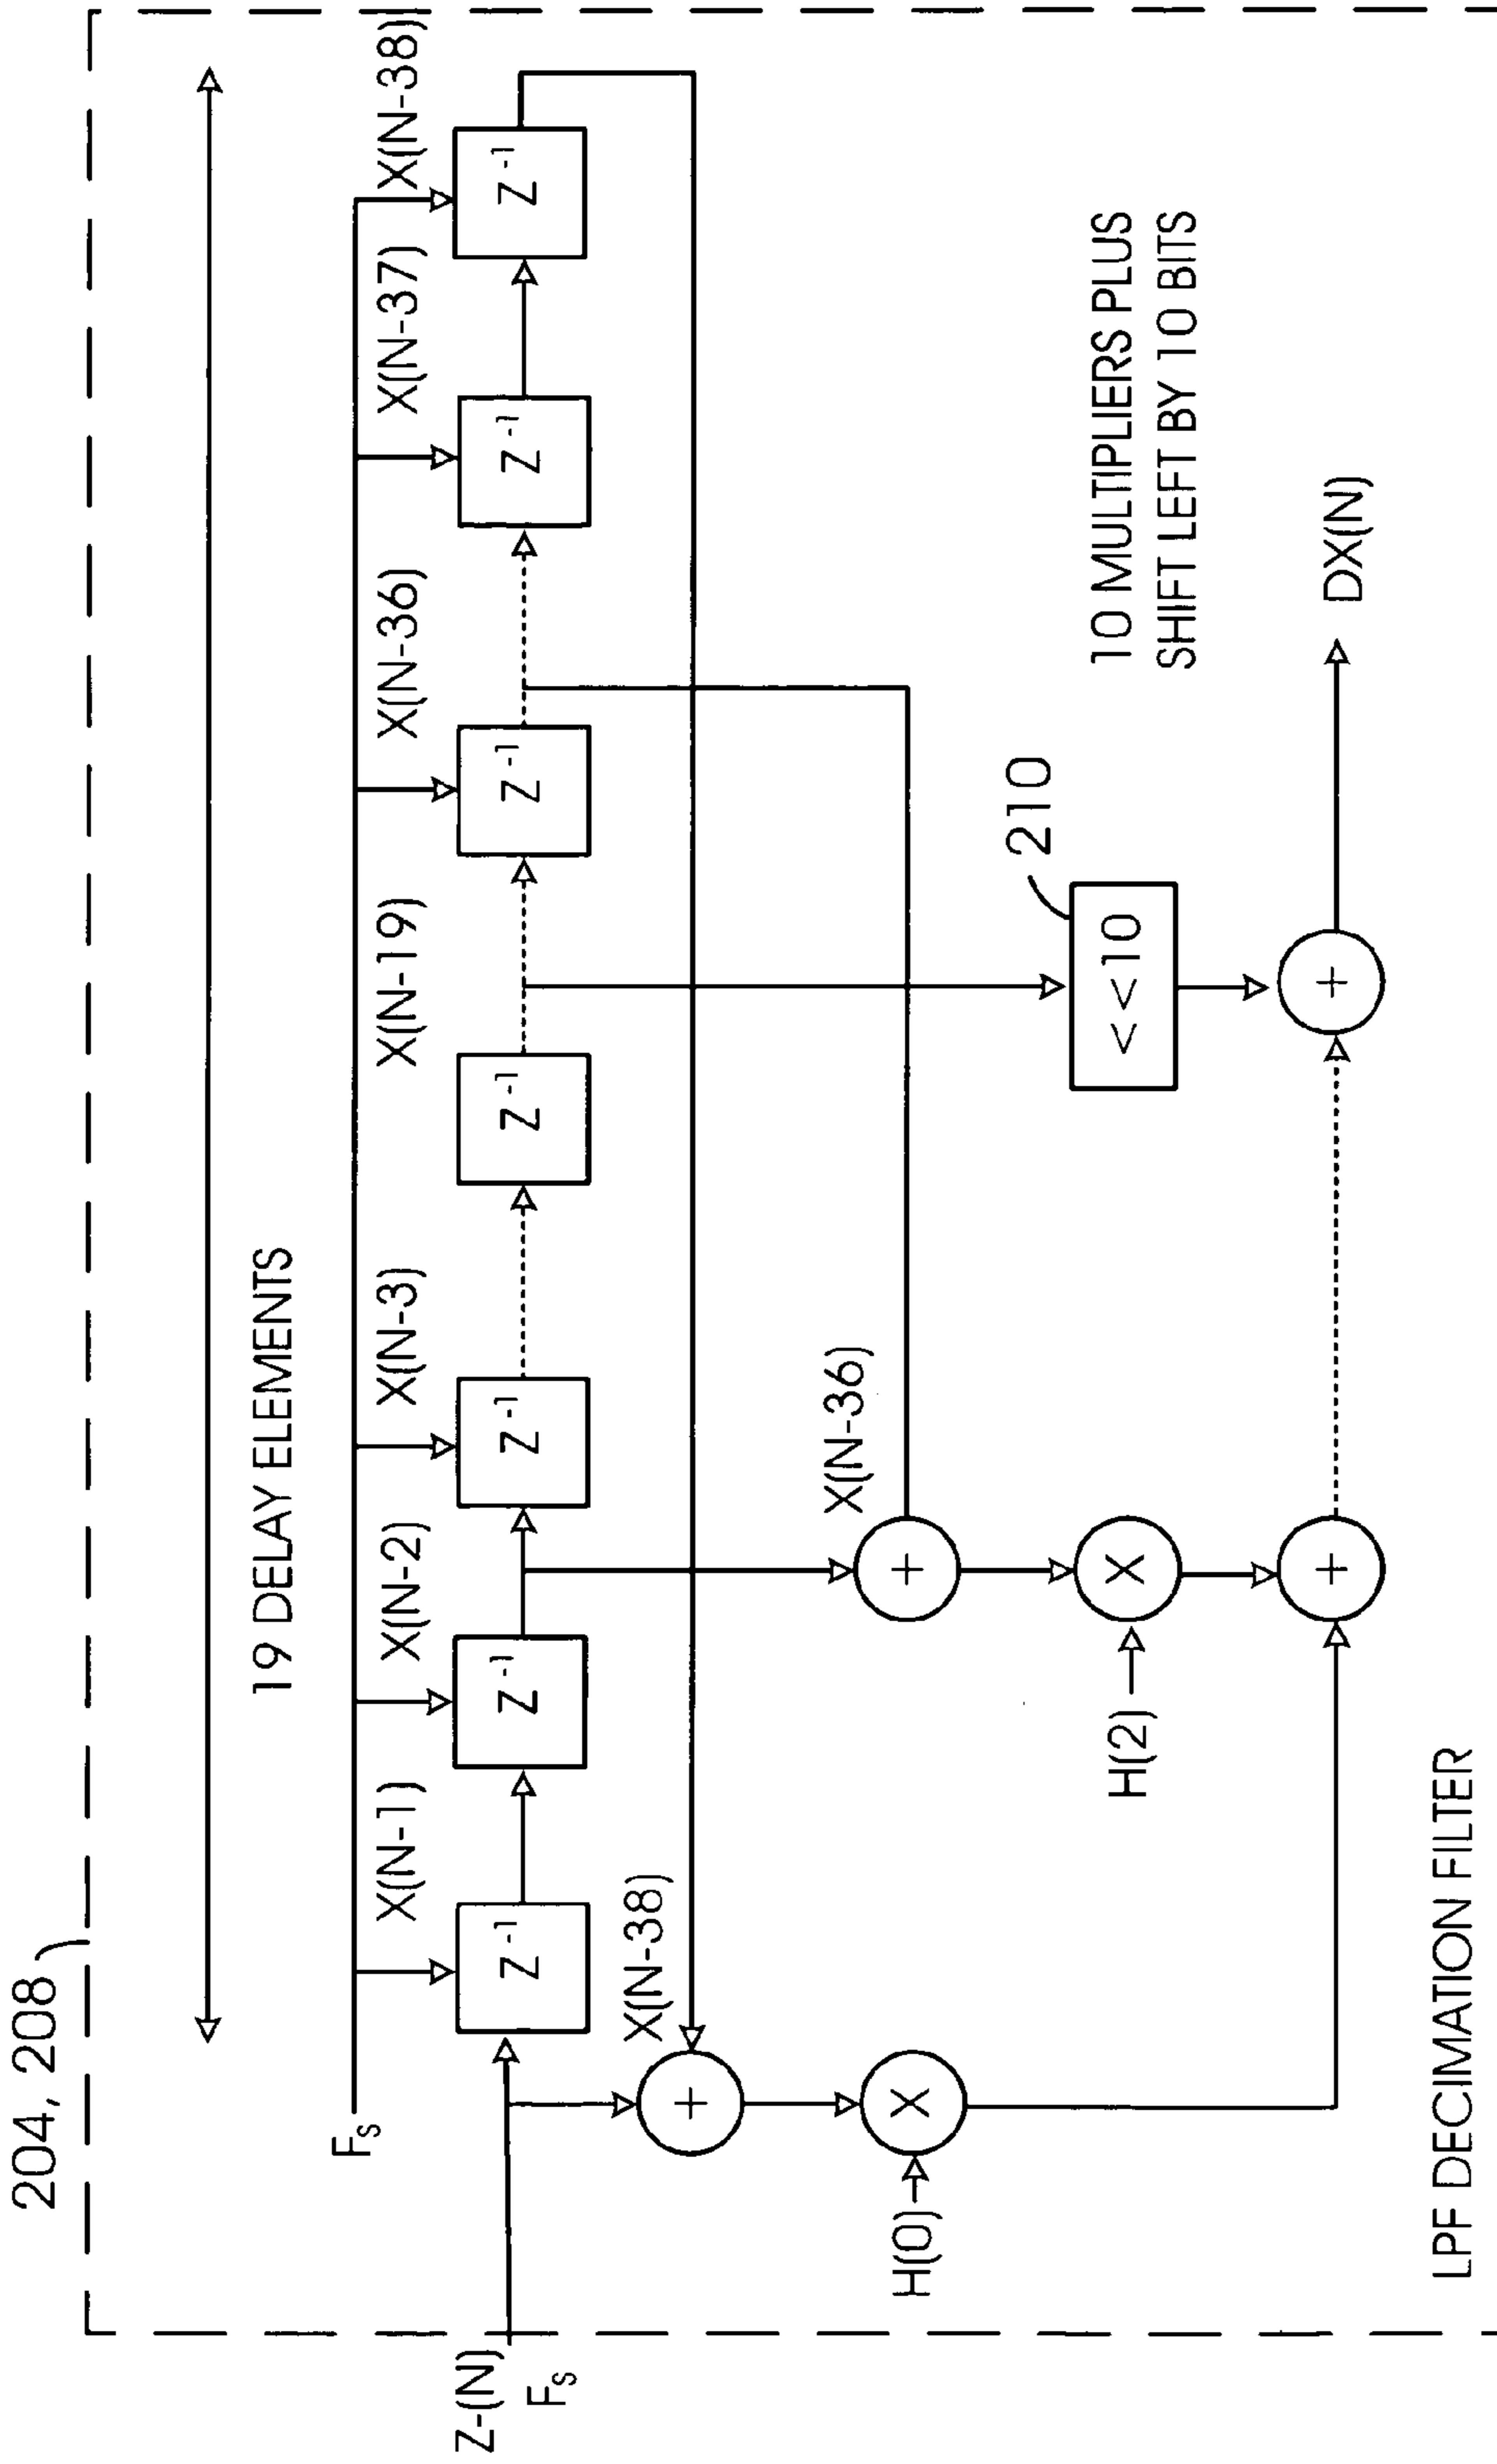 204, 208
19 DELAY ELEMENTS
Fs
X(N-1)
X(N-2)
X(N-3)
X(N-19)
X(N-36)
X(N-37)
X(N-38)
Z-(N)
Fs
Z-1
Z-1
Z-1
Z-1
Z-1
Z-1
Z-1
X(N-38)
+
X(N-36)
+
H(0)
X
H(2)
X
210
<<10
10 MULTIPLIERS PLUS
SHIFT LEFT BY 10 BITS
+
+
DX(N)
LPF DECIMATION FILTER